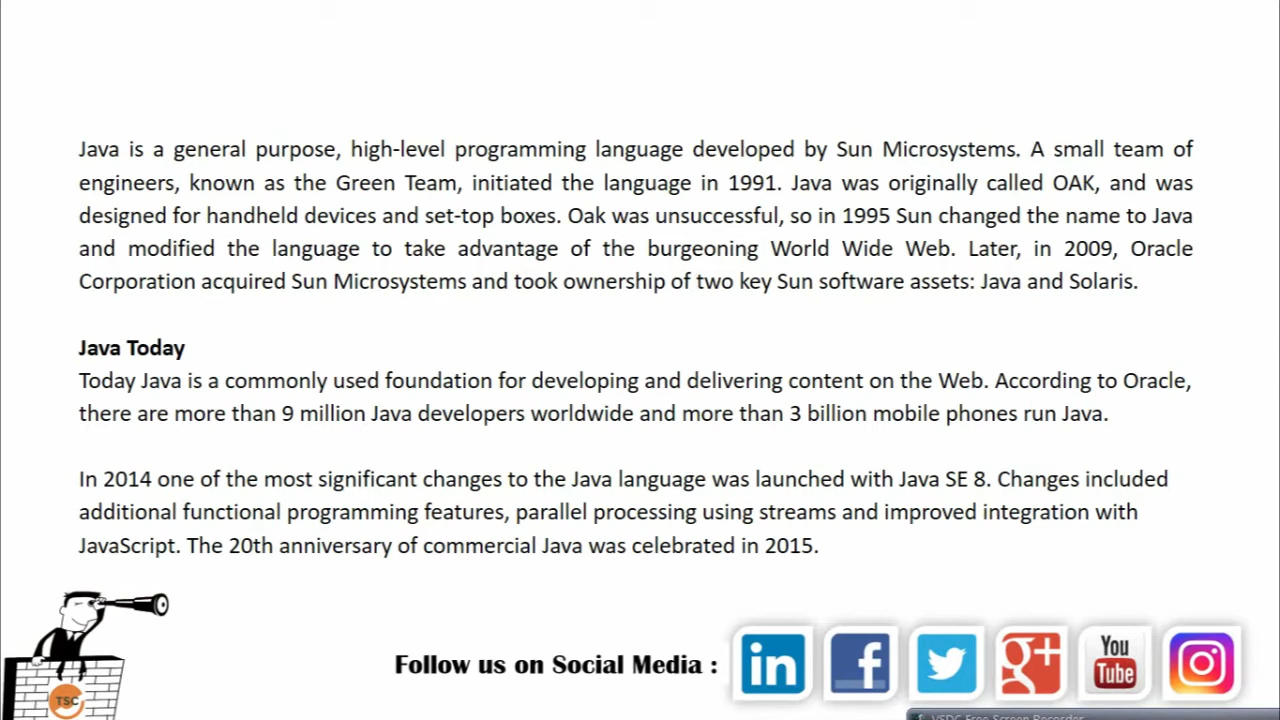 Java is a general purpose, high-level programming language developed by Sun Microsystems. A small team of
engineers, known as the Green Team, initiated the language in 1991. Java was originally called OAK, and was
designed for handheld devices and set-top boxes. Oak was unsuccessful, so in 1995 Sun changed the name to Java
and modified the language to take advantage of the burgeoning World Wide Web. Later, in 2009, Oracle
Corporation acquired Sun Microsystems and took ownership of two key Sun software assets: Java and Solaris.
Java Today
Today Java is a commonly used foundation for developing and delivering content on the Web. According to Oracle,
there are more than 9 million Java developers worldwide and more than 3 billion mobile phones run Java.
In 2014 one of the most significant changes to the Java language was launched with Java SE 8. Changes included
additional functional programming features, parallel processing using streams and improved integration with
JavaScript. The 20th anniversary of commercial Java was celebrated in 2015.
Follow us on Social Media :
in
f
g+
You
Tube
TSC
VSDC Free Screen Recorder